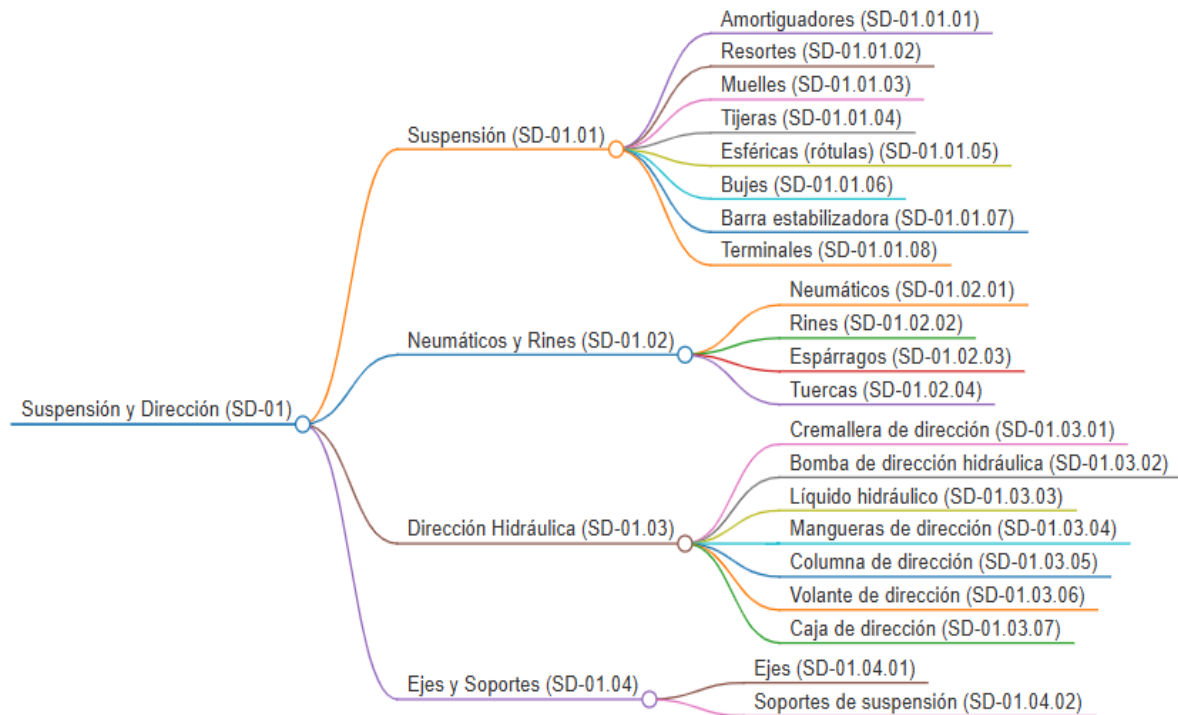 Suspensión y Dirección (SD-01)
Suspensión (SD-01.01)
Amortiguadores (SD-01.01.01)
Resortes (SD-01.01.02)
Muelles (SD-01.01.03)
Tijeras (SD-01.01.04)
Esféricas (rótulas) (SD-01.01.05)
Bujes (SD-01.01.06)
Barra estabilizadora (SD-01.01.07)
Terminales (SD-01.01.08)
Neumáticos y Rines (SD-01.02)
Neumáticos (SD-01.02.01)
Rines (SD-01.02.02)
Espárragos (SD-01.02.03)
Tuercas (SD-01.02.04)
Dirección Hidráulica (SD-01.03)
Cremallera de dirección (SD-01.03.01)
Bomba de dirección hidráulica (SD-01.03.02)
Líquido hidráulico (SD-01.03.03)
Mangueras de dirección (SD-01.03.04)
Columna de dirección (SD-01.03.05)
Volante de dirección (SD-01.03.06)
Caja de dirección (SD-01.03.07)
Ejes y Soportes (SD-01.04)
Ejes (SD-01.04.01)
Soportes de suspensión (SD-01.04.02)